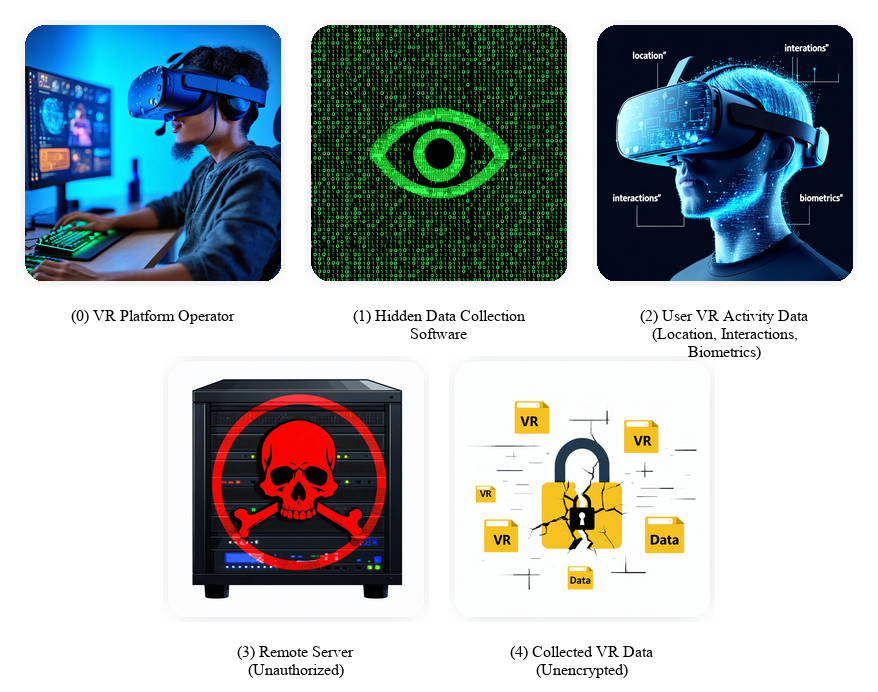 location"
interations"
interactions"
biometrics"
(0) VR Platform Operator
(1) Hidden Data Collection
Software
(2) User VR Activity Data
(Location, Interactions,
Biometrics)
VR
VR
VR
VR
Data
Data
(3) Remote Server
(Unauthorized)
(4) Collected VR Data
(Unencrypted)